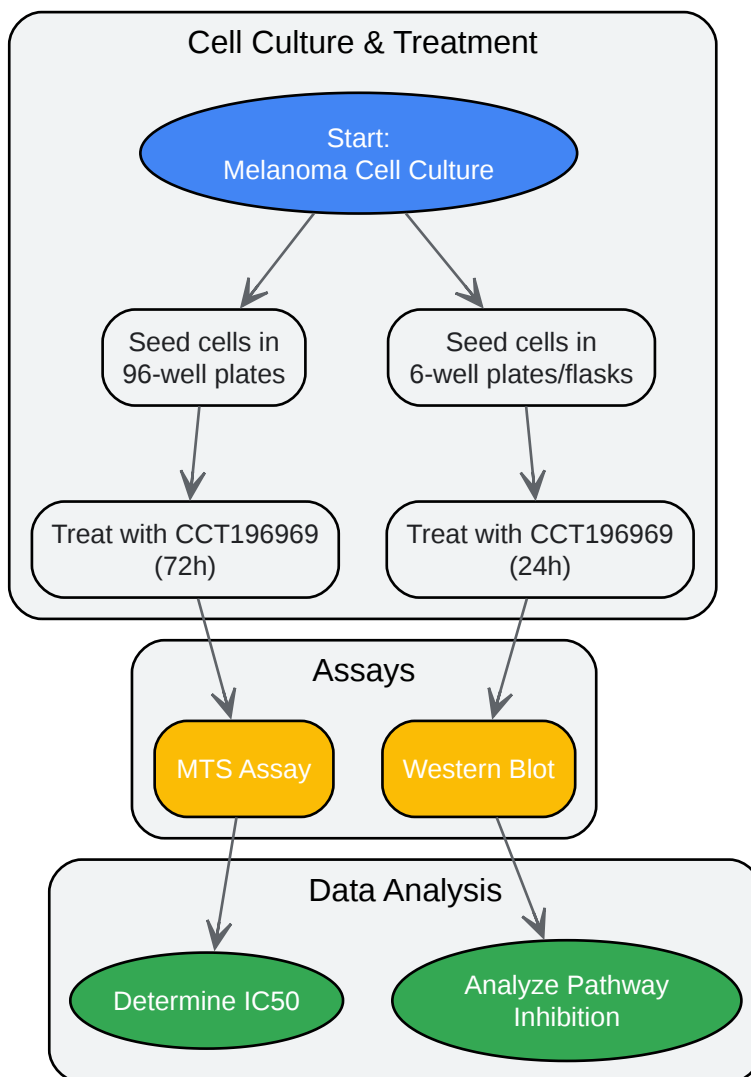 Cell Culture & Treatment
Start:
Melanoma Cell Culture
Seed cells in
96-well plates
Seed cells in
6-well plates/flasks
Treat with CCT196969
(72h)
Treat with CCT196969
(24h)
Assays
MTS Assay
Western Blot
Data Analysis
Determine IC50
Analyze Pathway
Inhibition